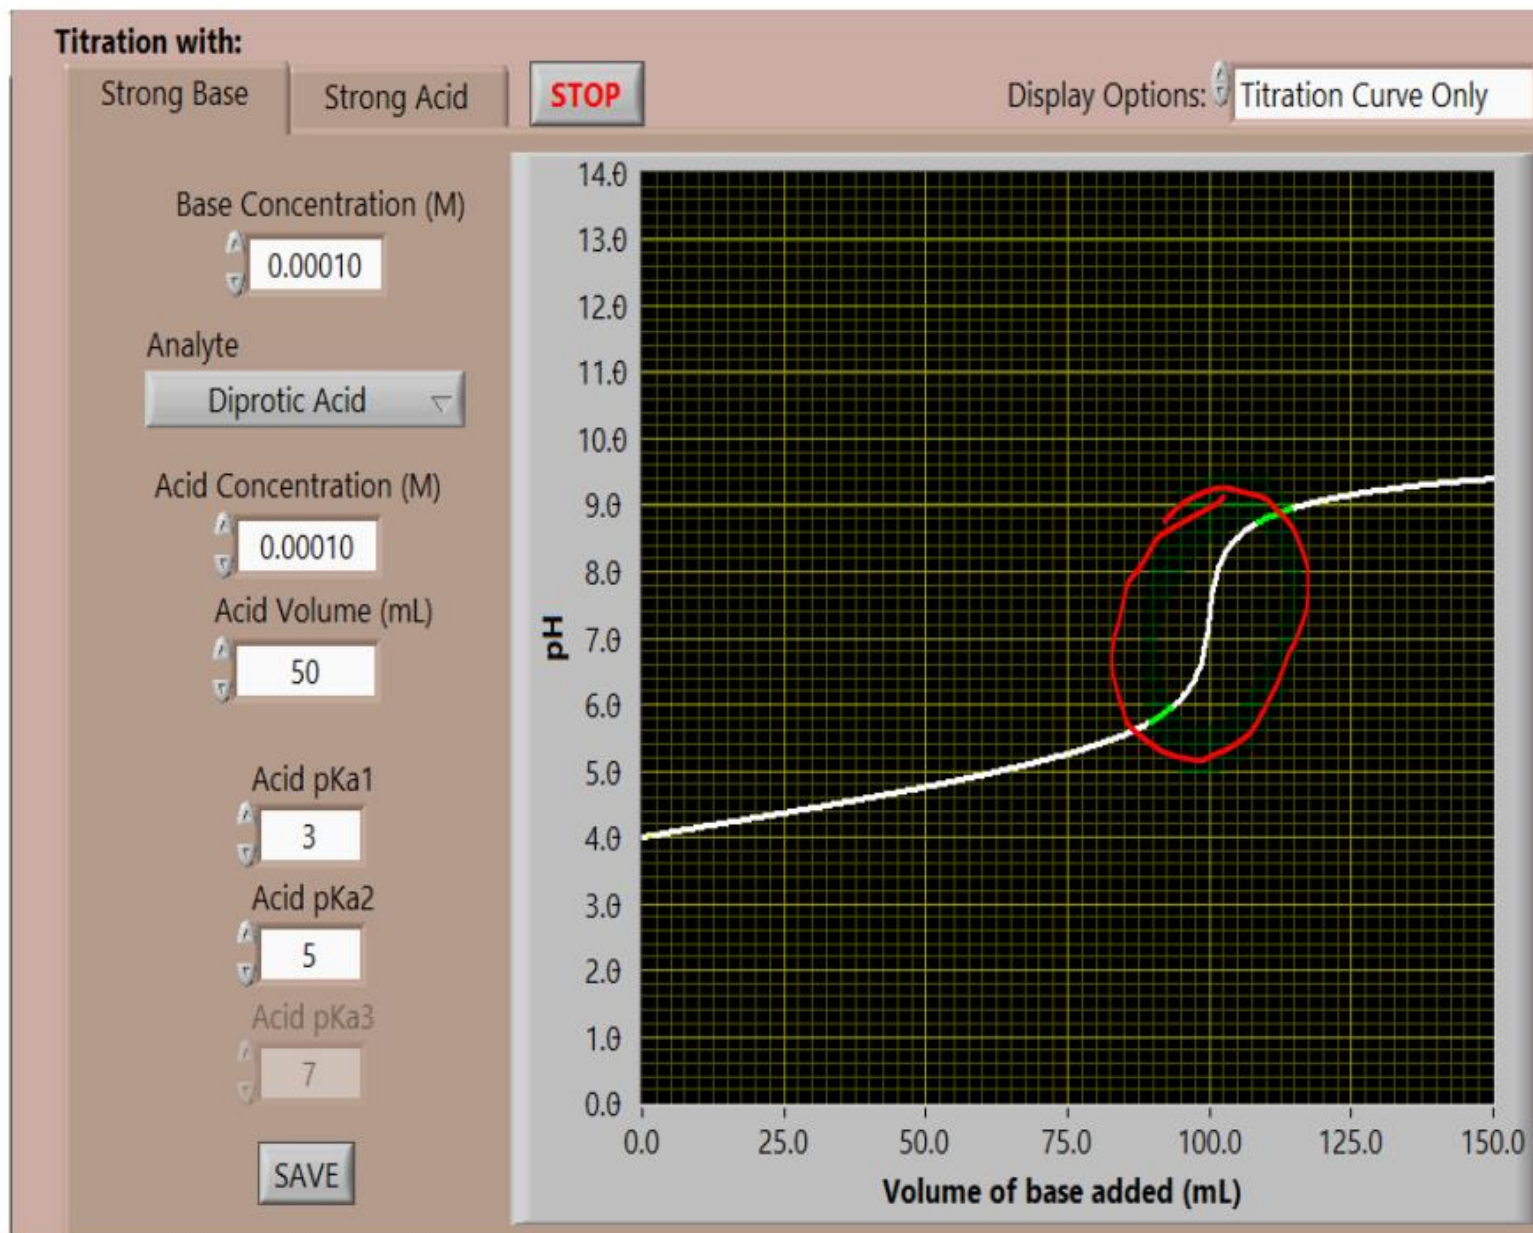 Titration with:
Strong Base
Strong Acid
STOP
Display Options:
Titration Curve Only
Base Concentration (M)
0.00010
Analyte
Diprotic Acid
Acid Concentration (M)
0.00010
Acid Volume (mL)
50
Acid pKa1
3
Acid pKa2
5
Acid pKa3
7
SAVE
pH
14.0
13.0
12.0
11.0
10.0
9.0
8.0
7.0
6.0
5.0
4.0
3.0
2.0
1.0
0.0
0.0 25.0 50.0 75.0 100.0 125.0 150.0
Volume of base added (mL)